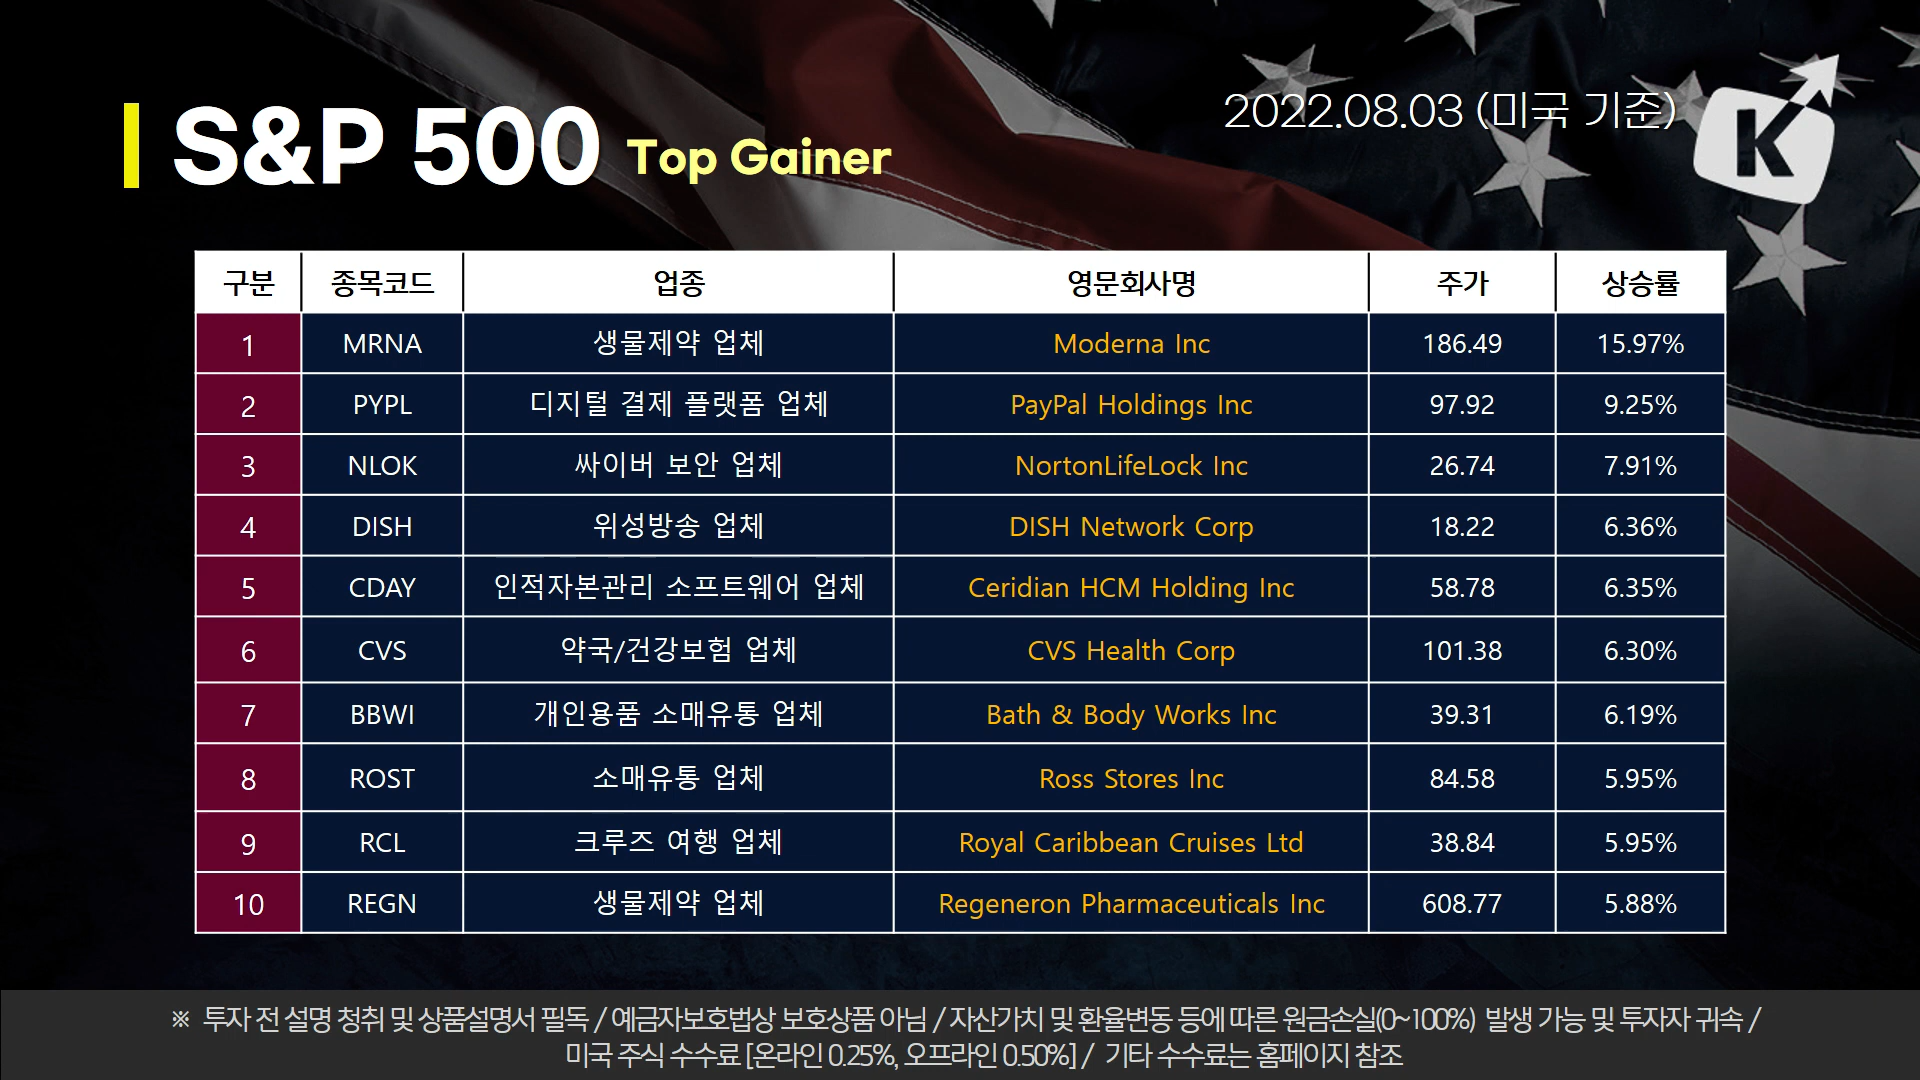 S&P 500 Top Gainer
2022.08.03 (미국 기준)
K
구분 종목코드 업종 영문회사명 주가 상승률
1 MRNA 생물제약 업체 Moderna Inc 186.49 15.97%
2 PYPL 디지털 결제 플랫폼 업체 PayPal Holdings Inc 97.92 9.25%
3 NLOK 싸이버 보안 업체 NortonLifeLock Inc 26.74 7.91%
4 DISH 위성방송 업체 DISH Network Corp 18.22 6.36%
5 CDAY 인적자본관리 소프트웨어 업체 Ceridian HCM Holding Inc 58.78 6.35%
6 CVS 약국/건강보험 업체 CVS Health Corp 101.38 6.30%
7 BBWI 개인용품 소매유통 업체 Bath & Body Works Inc 39.31 6.19%
8 ROST 소매유통 업체 Ross Stores Inc 84.58 5.95%
9 RCL 크루즈 여행 업체 Royal Caribbean Cruises Ltd 38.84 5.95%
10 REGN 생물제약 업체 Regeneron Pharmaceuticals Inc 608.77 5.88%
※ 투자 전 설명 청취 및 상품설명서 필독 / 예금자보호법상 보호상품 아님 / 자산가치 및 환율변동 등에 따른 원금손실(0~100%) 발생 가능 및 투자자 귀속 /
미국 주식 수수료 [온라인 0.25%, 오프라인 0.50%] / 기타 수수료는 홈페이지 참조